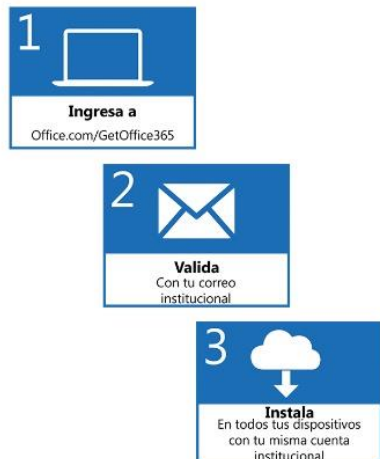 1
Ingresa a
Office.com/GetOffice365
2
Valida
Con tu correo
institucional
3
Instala
En todos tus dispositivos
con tu misma cuenta
institucional